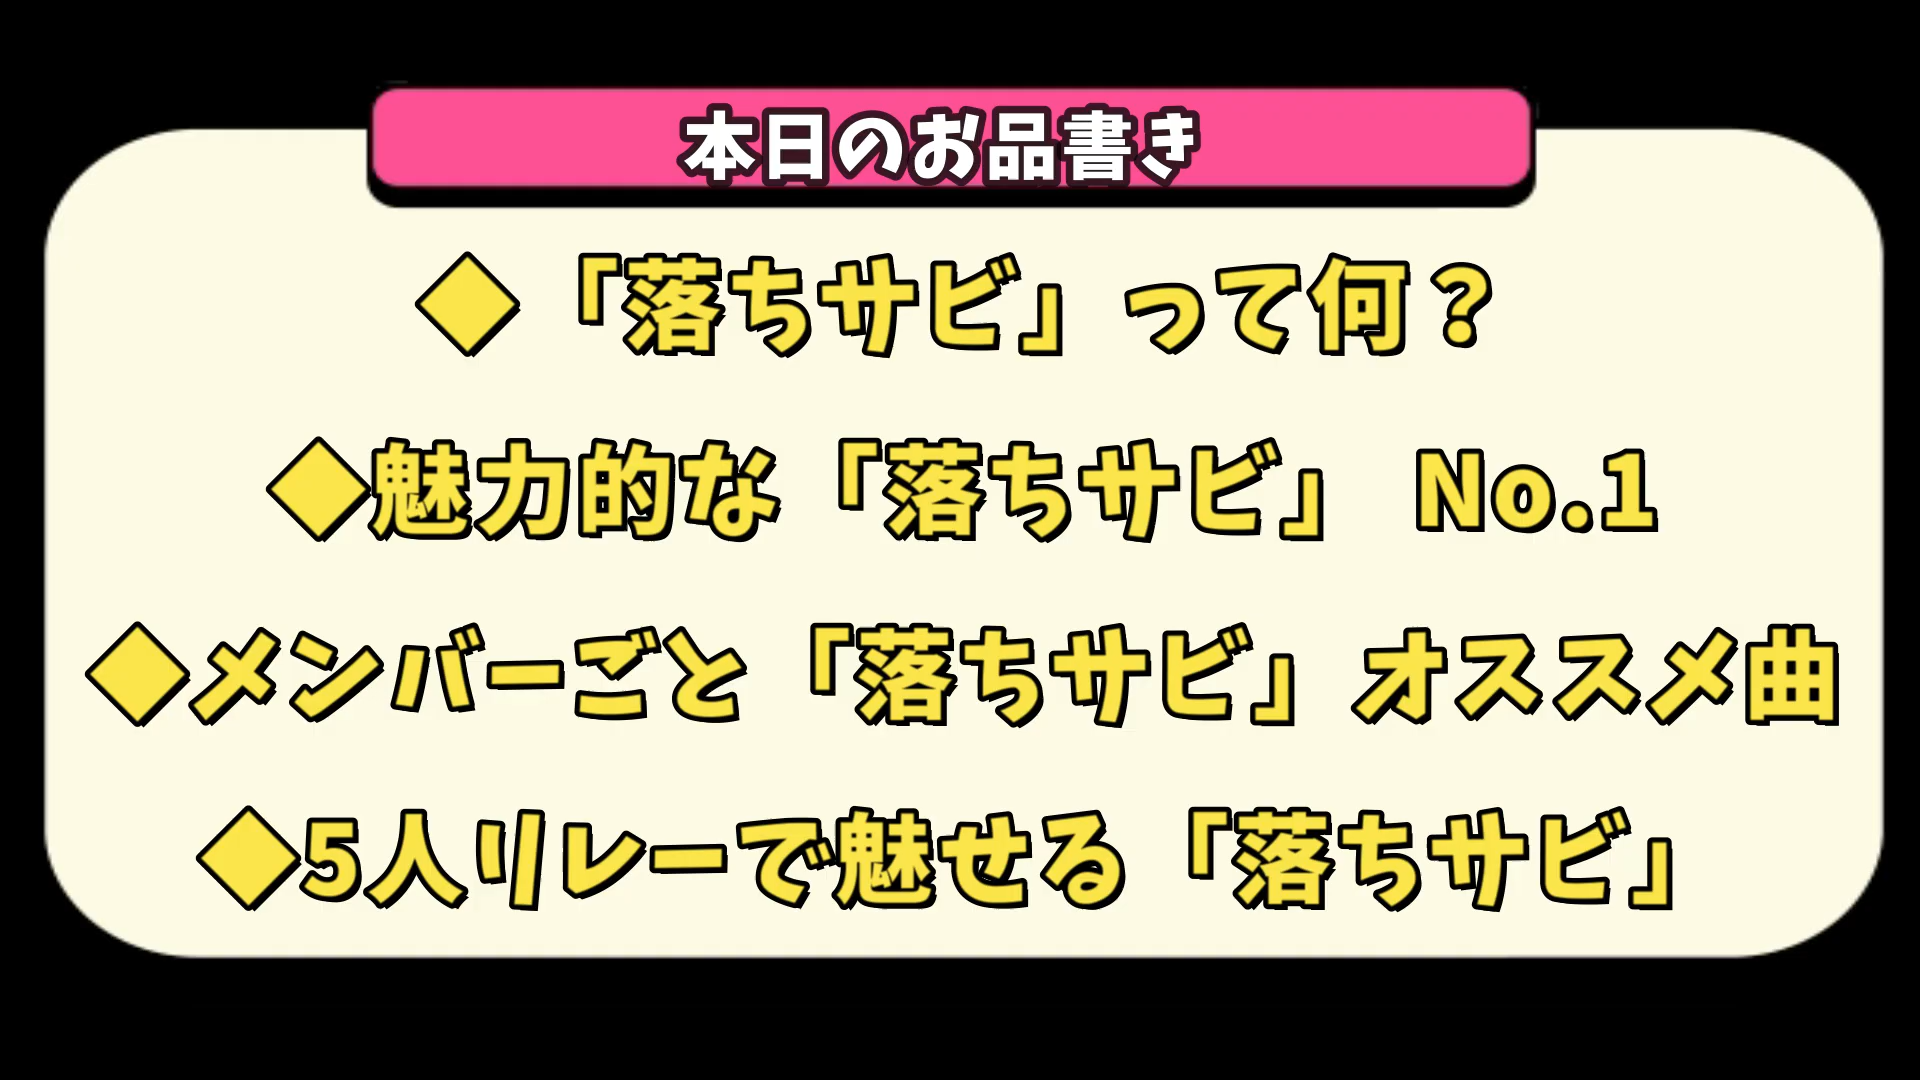 本日のお品書き
◆「落ちサビ」って何？
◆魅力的な「落ちサビ」 No.1
◆メンバーごと「落ちサビ」オススメ曲
◆5人リレーで魅せる「落ちサビ」